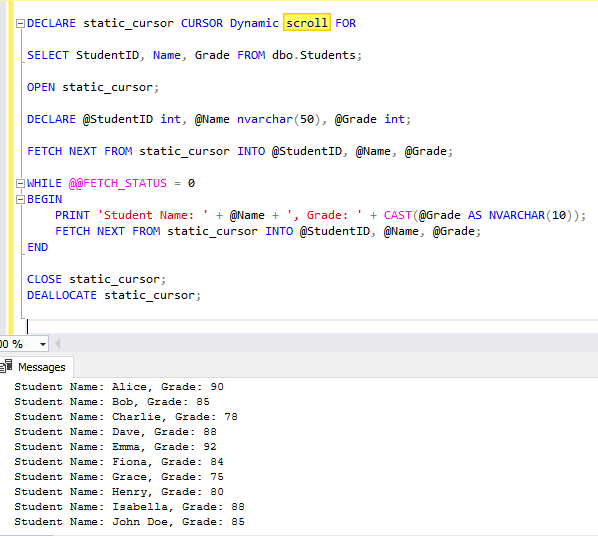 DECLARE static_cursor CURSOR Dynamic scroll FOR
SELECT StudentID, Name, Grade FROM dbo.Students;
OPEN static_cursor;
DECLARE @StudentID int, @Name nvarchar(50), @Grade int;
FETCH NEXT FROM static_cursor INTO @StudentID, @Name, @Grade;
WHILE @@FETCH_STATUS = 0
BEGIN
PRINT 'Student Name: ' + @Name + ', Grade: ' + CAST(@Grade AS NVARCHAR(10));
FETCH NEXT FROM static_cursor INTO @StudentID, @Name, @Grade;
END
CLOSE static_cursor;
DEALLOCATE static_cursor;
00 %
Messages
Student Name: Alice, Grade: 90
Student Name: Bob, Grade: 85
Student Name: Charlie, Grade: 78
Student Name: Dave, Grade: 88
Student Name: Emma, Grade: 92
Student Name: Fiona, Grade: 84
Student Name: Grace, Grade: 75
Student Name: Henry, Grade: 80
Student Name: Isabella, Grade: 88
Student Name: John Doe, Grade: 85